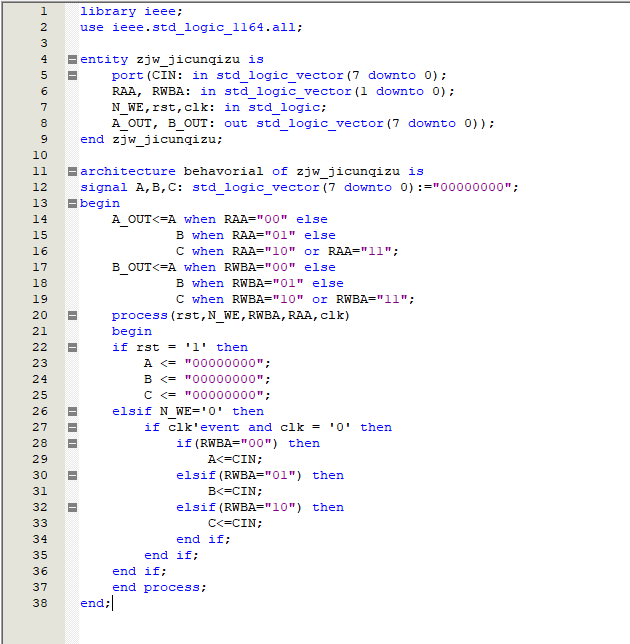 1 library ieee;
2 use ieee.std_logic_1164.all;
3
4 entity zjw_jicunqizu is
5     port(CIN: in std_logic_vector(7 downto 0);
6     RAA, RWBA: in std_logic_vector(1 downto 0);
7     N_WE,rst,clk: in std_logic;
8     A_OUT, B_OUT: out std_logic_vector(7 downto 0));
9 end zjw_jicunqizu;
10
11 architecture behavorial of zjw_jicunqizu is
12 signal A,B,C: std_logic_vector(7 downto 0):="00000000";
13 begin
14     A_OUT<=A when RAA="00" else
15             B when RAA="01" else
16             C when RAA="10" or RAA="11";
17     B_OUT<=A when RWBA="00" else
18             B when RWBA="01" else
19             C when RWBA="10" or RWBA="11";
20     process(rst,N_WE,RWBA,RAA,clk)
21     begin
22     if rst = '1' then
23         A <= "00000000";
24         B <= "00000000";
25         C <= "00000000";
26     elsif N_WE='0' then
27         if clk'event and clk = '0' then
28             if(RWBA="00") then
29                 A<=CIN;
30             elsif(RWBA="01") then
31                 B<=CIN;
32             elsif(RWBA="10") then
33                 C<=CIN;
34             end if;
35         end if;
36     end if;
37     end process;
38 end;